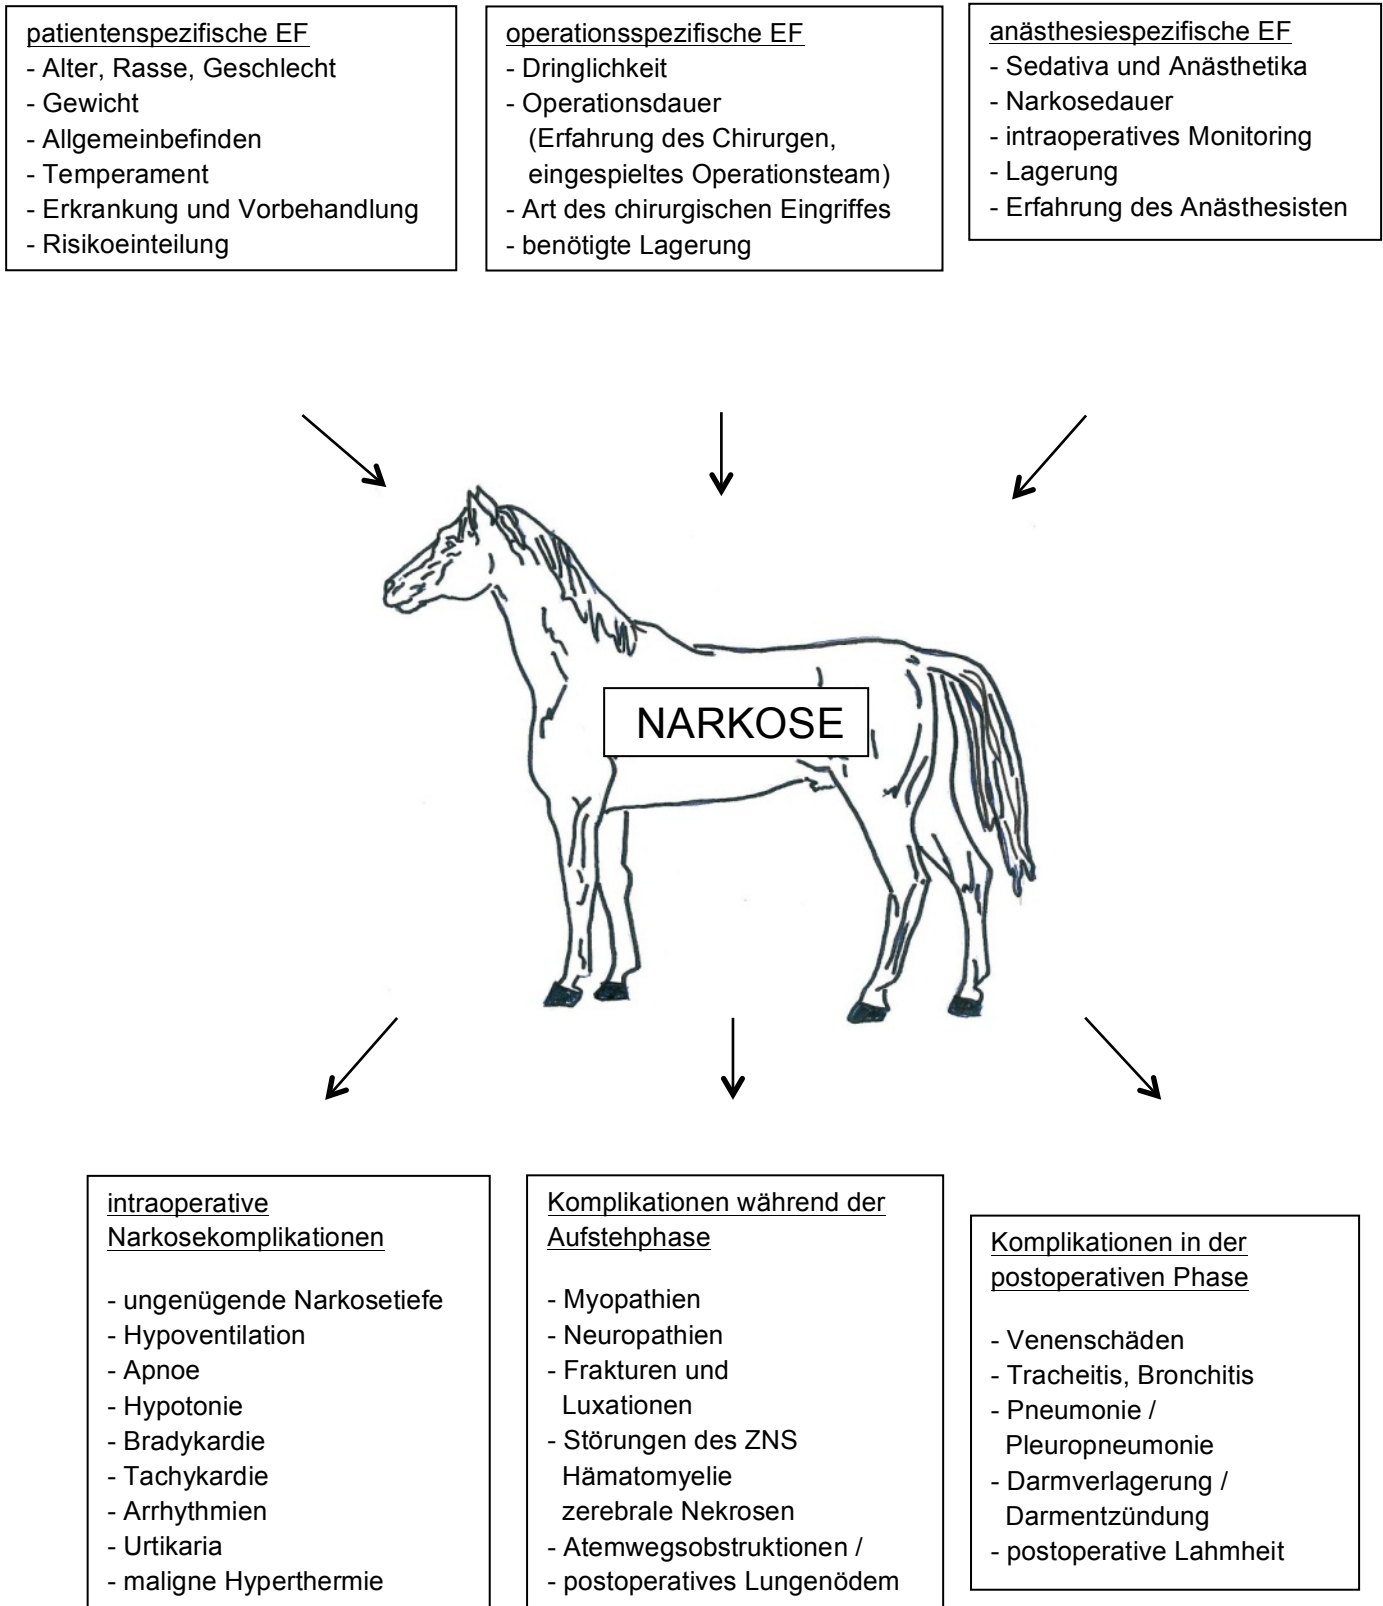 patientenspezifische EF
- Alter, Rasse, Geschlecht
- Gewicht
- Allgemeinbefinden
- Temperament
- Erkrankung und Vorbehandlung
- Risikoeinteilung
operationsspezifische EF
- Dringlichkeit
- Operationsdauer
(Erfahrung des Chirurgen,
eingespieltes Operationsteam)
- Art des chirurgischen Eingriffes
- benötigte Lagerung
anästhesiespezifische EF
- Sedativa und Anästhetika
- Narkosedauer
- intraoperatives Monitoring
- Lagerung
- Erfahrung des Anästhesisten
NARKOSE
intraoperative
Narkosekomplikationen
- ungenügende Narkosetiefe
- Hypoventilation
- Apnoe
- Hypotonie
- Bradykardie
- Tachykardie
- Arrhythmien
- Urtikaria
- maligne Hyperthermie
Komplikationen während der
Aufstehphase
- Myopathien
- Neuropathien
- Frakturen und
Luxationen
- Störungen des ZNS
Hämatomyelie
zerebrale Nekrosen
- Atemwegsobstruktionen /
- postoperatives Lungenödem
Komplikationen in der
postoperativen Phase
- Venenschäden
- Tracheitis, Bronchitis
- Pneumonie /
Pleuropneumonie
- Darmverlagerung /
Darmentzündung
- postoperative Lahmheit